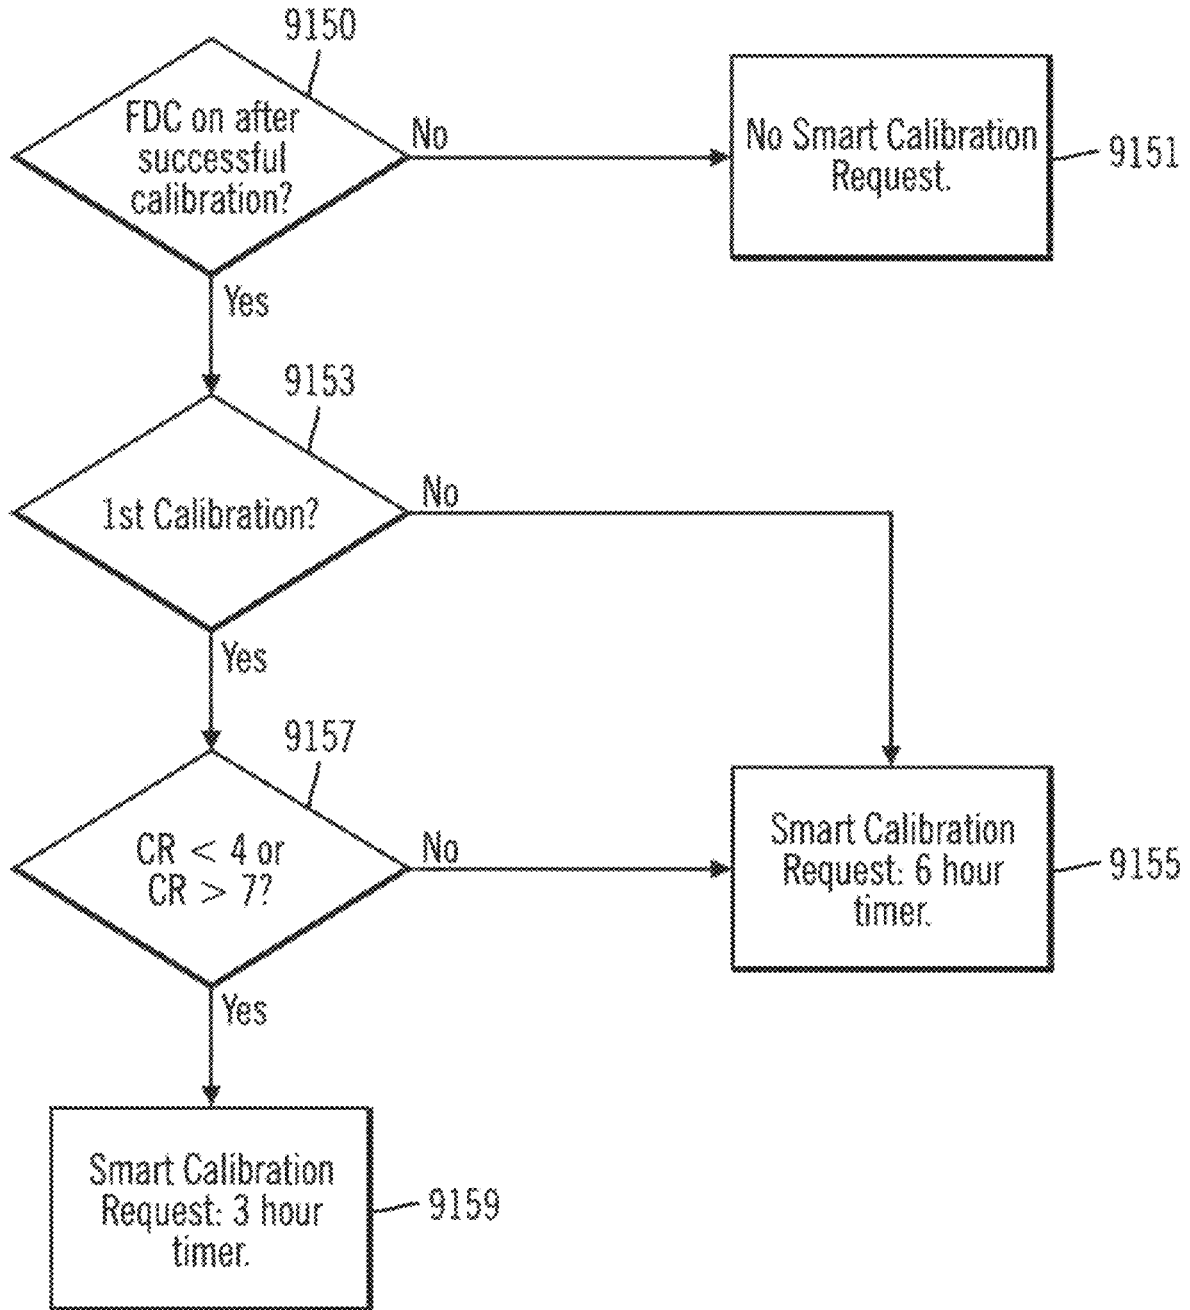 9150
FDC on after
successful
calibration?
No
No Smart Calibration
Request.
9151
Yes
9153
1st Calibration?
No
Yes
9157
CR < 4 or
CR > 7?
No
Smart Calibration
Request: 6 hour
timer.
9155
Yes
Smart Calibration
Request: 3 hour
timer.
9159